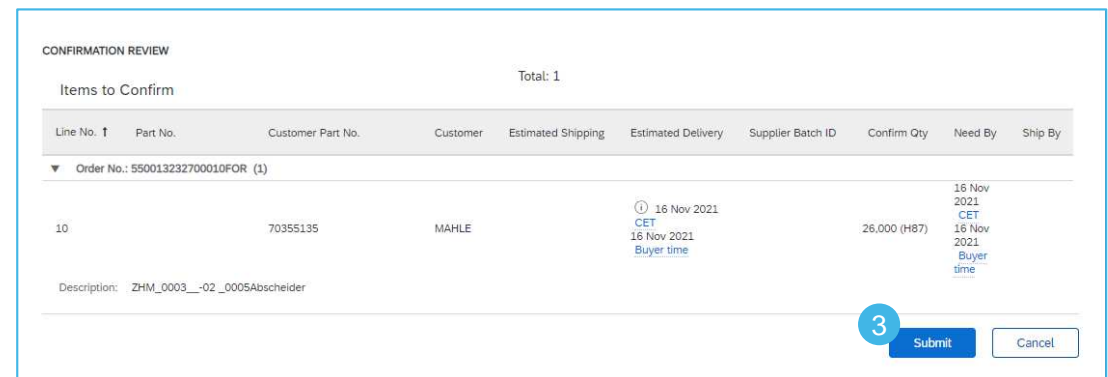 CONFIRMATION REVIEW
Items to Confirm
Total: 1
Line No. ↑ Part No. Customer Part No. Customer Estimated Shipping Estimated Delivery Supplier Batch ID Confirm Qty Need By Ship By
▼ Order No.: 550013232700010FOR (1)
10 70355135 MAHLE
16 Nov 2021
CET
16 Nov 2021
Buyer time
26,000 (H87)
16 Nov
2021
CET
16 Nov
2021
Buyer
time
Description: ZHM_0003__-02 _0005Abscheider
3
Submit Cancel